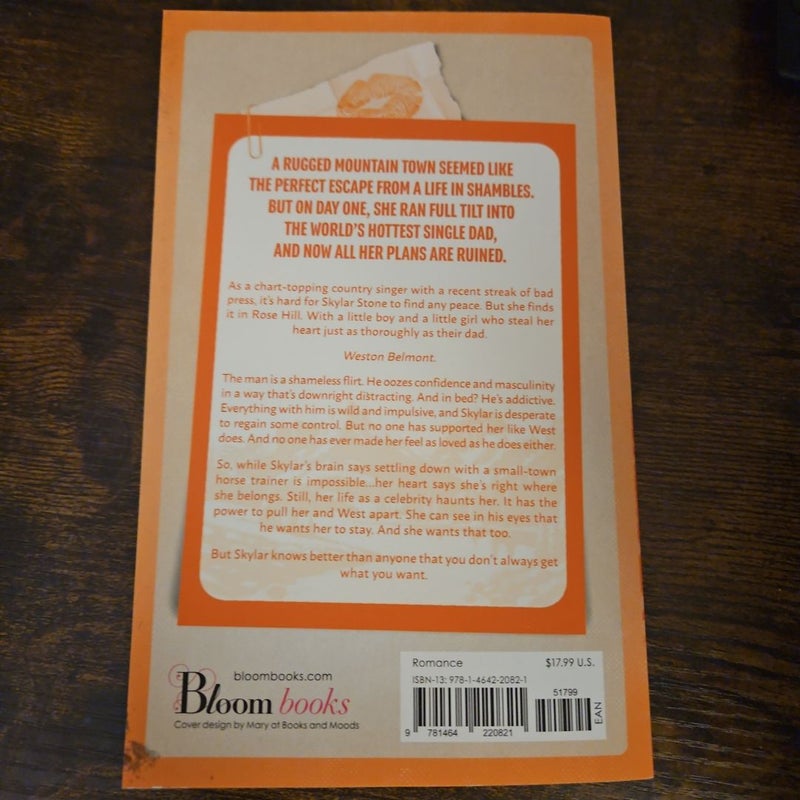 A RUGGED MOUNTAIN TOWN SEEMED LIKE
THE PERFECT ESCAPE FROM A LIFE IN SHAMBLES.
BUT ON DAY ONE, SHE RAN FULL TILT INTO
THE WORLD'S HOTTEST SINGLE DAD,
AND NOW ALL HER PLANS ARE RUINED.
As a chart-topping country singer with a recent streak of bad
press, it's hard for Skylar Stone to find any peace. But she finds
it in Rose Hill. With a little boy and a little girl who steal her
heart just as thoroughly as their dad.
Weston Belmont.
The man is a shameless flirt. He oozes confidence and masculinity
in a way that's downright distracting. And in bed? He's addictive.
Everything with him is wild and impulsive, and Skylar is desperate
to regain some control. But no one has supported her like West
does. And no one has ever made her feel as loved as he does either.
So, while Skylar's brain says settling down with a small-town
horse trainer is impossible...her heart says she's right where
she belongs. Still, her life as a celebrity haunts her. It has the
power to pull her and West apart. She can see in his eyes that
he wants her to stay. And she wants that too.
But Skylar knows better than anyone that you don't always get
what you want.
bloombooks.com
Bloom books
Cover design by Mary of Books and Moods
Romance $17.99 U.S.
ISBN-13: 978-1-4642-2082-1
51799
EAN
9 781464 220821